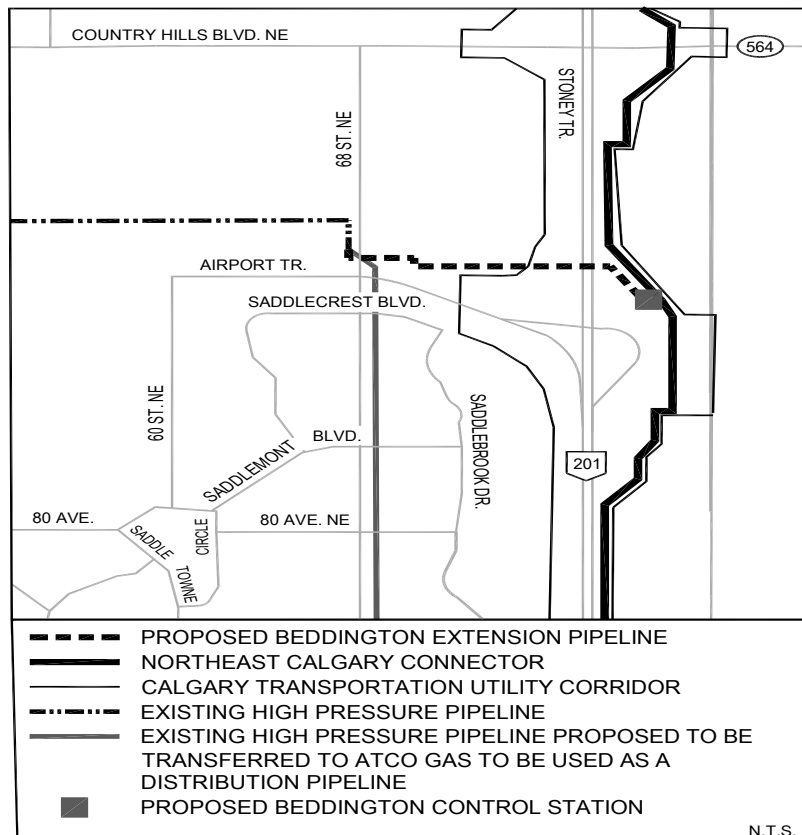 COUNTRY HILLS BLVD. NE
564
STONEY TR.
68 ST. NE
AIRPORT TR.
SADDLECREST BLVD.
60 ST. NE
SADDLEMONT
BLVD.
SADDLEBROOK DR.
201
80 AVE.
SADDLE
TOWNE
CIRCLE
80 AVE. NE
PROPOSED BEDDINGTON EXTENSION PIPELINE
NORTHEAST CALGARY CONNECTOR
CALGARY TRANSPORTATION UTILITY CORRIDOR
EXISTING HIGH PRESSURE PIPELINE
EXISTING HIGH PRESSURE PIPELINE PROPOSED TO BE
TRANSFERRED TO ATCO GAS TO BE USED AS A
DISTRIBUTION PIPELINE
PROPOSED BEDDINGTON CONTROL STATION
N.T.S.